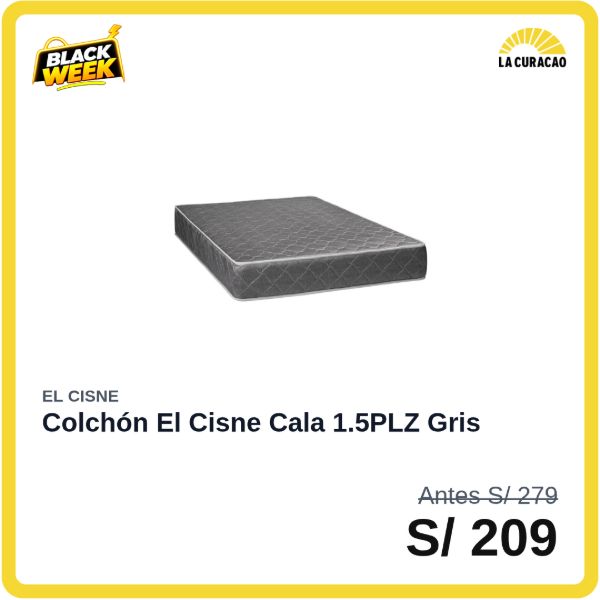 BLACK
WEEK
LA CURACAO
EL CISNE
Colchón El Cisne Cala 1.5PLZ Gris
Antes S/ 279
S/ 209